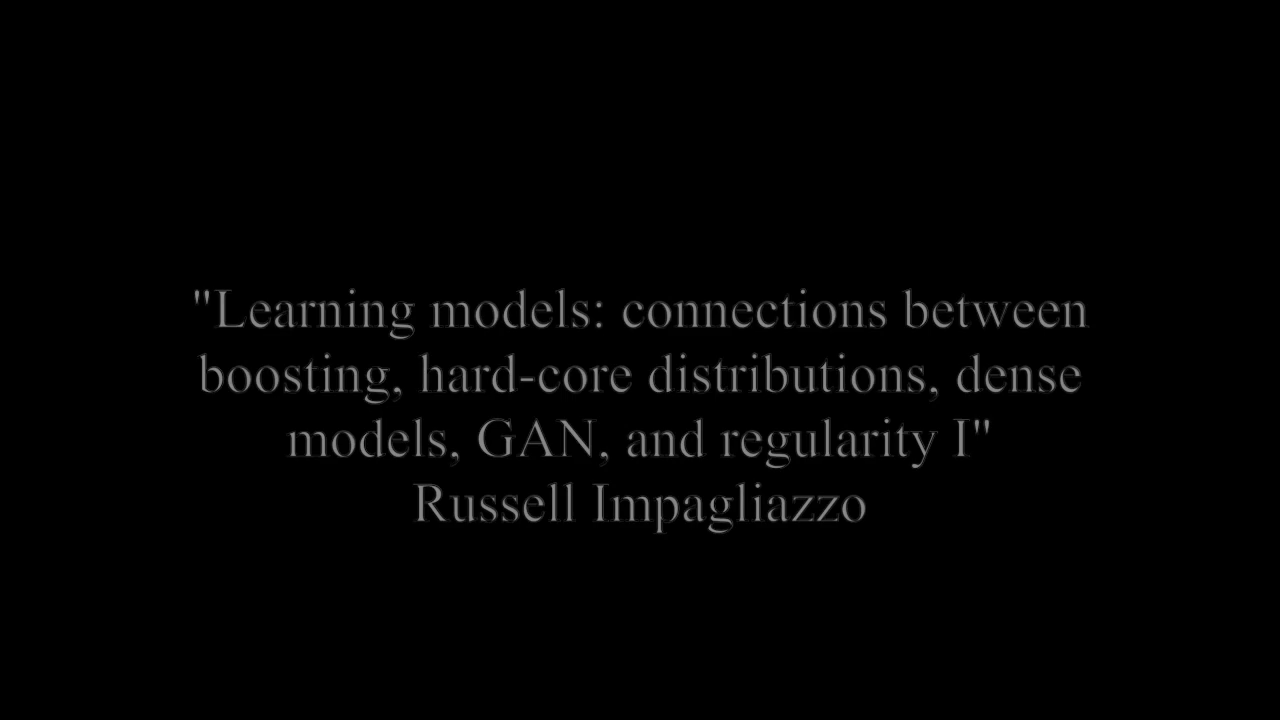 "Learning models: connections between
boosting, hard-core distributions, dense
models, GAN, and regularity I"
Russell Impagliazzo